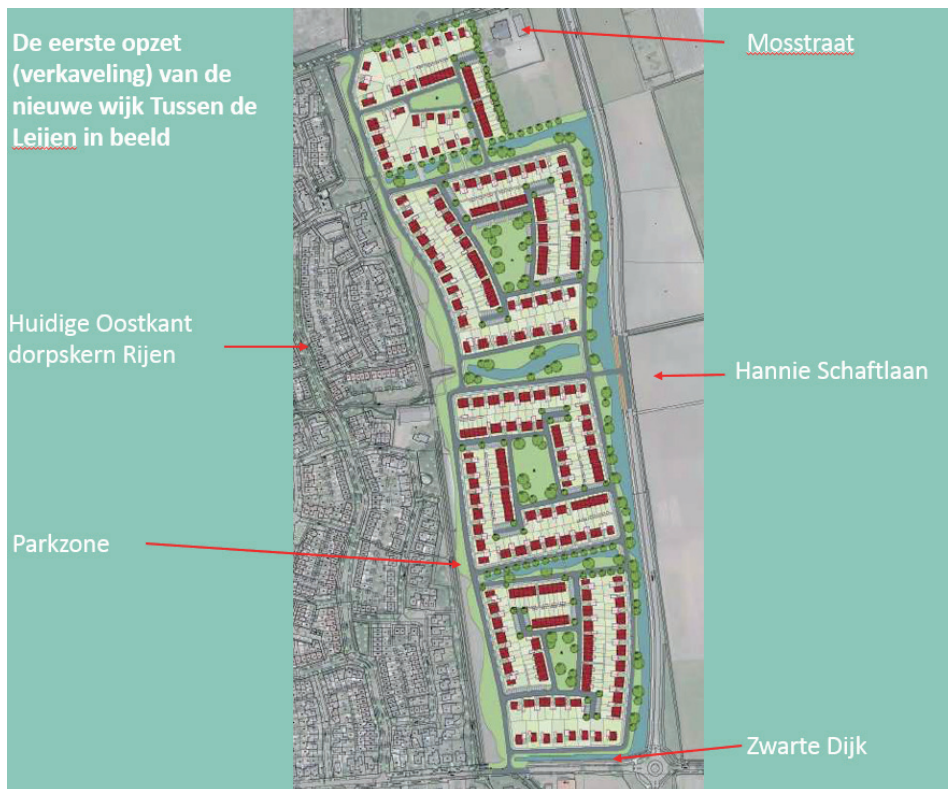 De eerste opzet
(verkaveling) van de
nieuwe wijk Tussen de
Leijen in beeld
Mosstraat
Huidige Oostkant
dorpskern Rijen
Hannie Schaftlaan
Parkzone
Zwarte Dijk